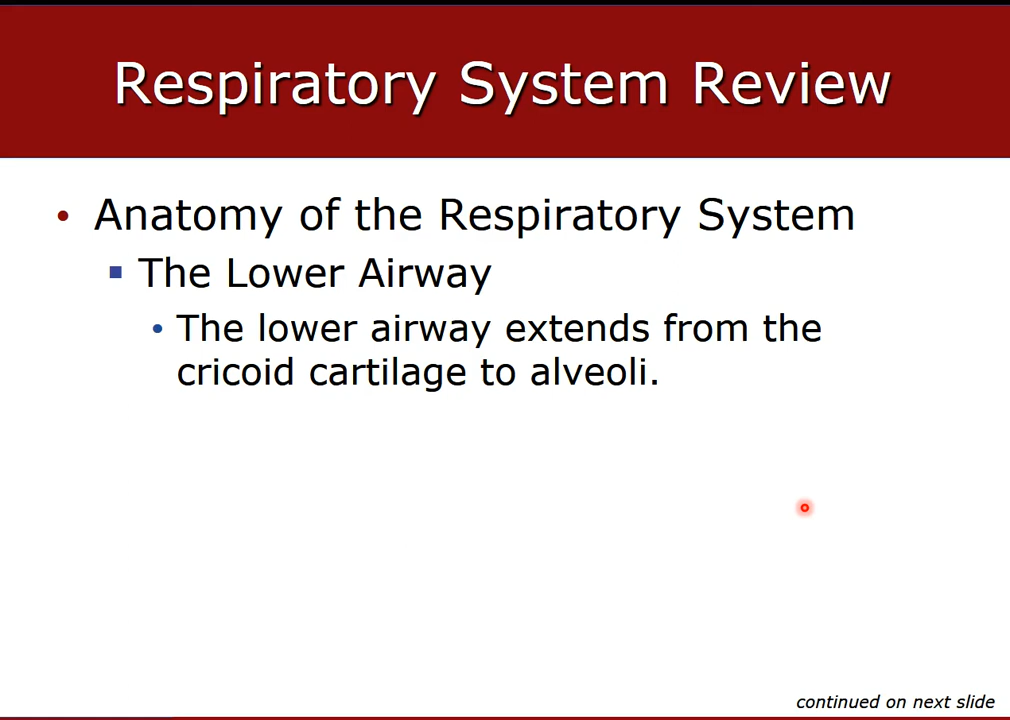 Respiratory System Review
• Anatomy of the Respiratory System
▪ The Lower Airway
• The lower airway extends from the
cricoid cartilage to alveoli.
continued on next slide